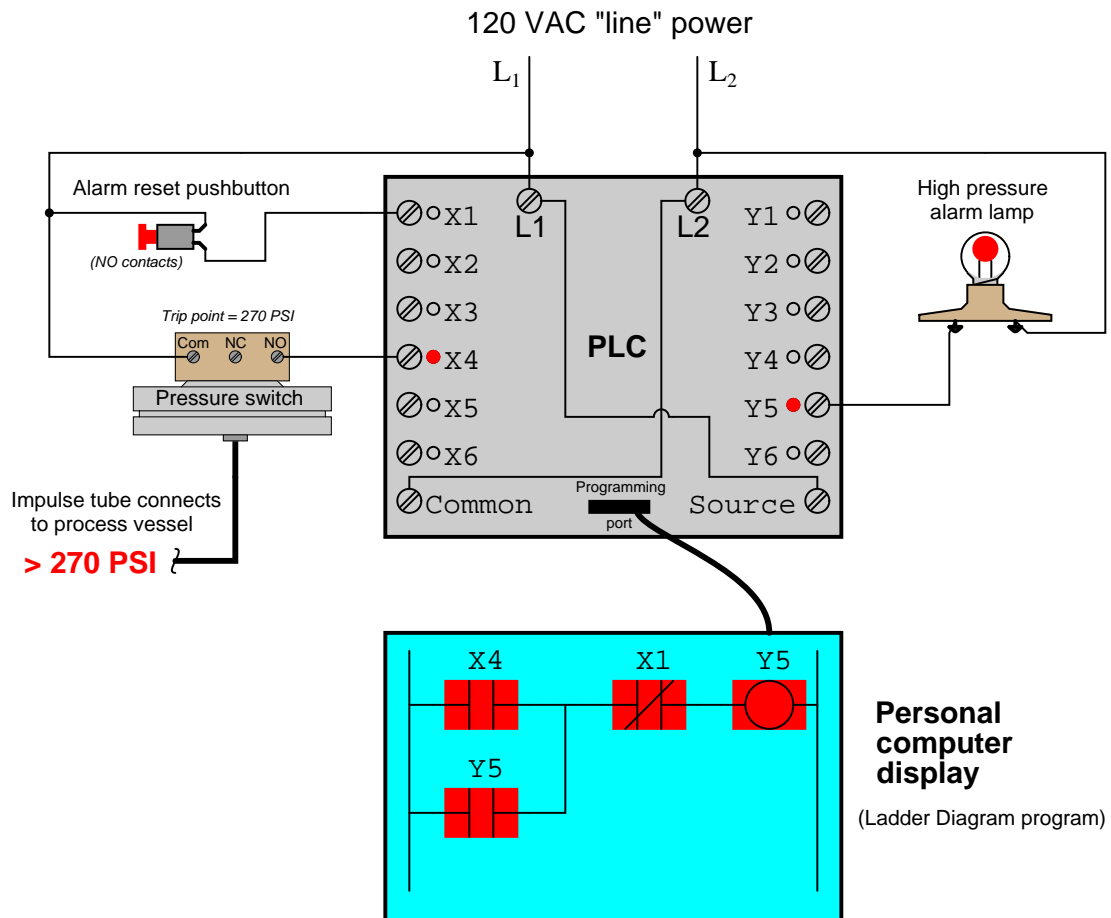 120 VAC "line" power
L1
L2
Alarm reset pushbutton
(NO contacts)
High pressure
alarm lamp
L1
L2
X1
X2
X3
X4
X5
X6
Common
PLC
Y1
Y2
Y3
Y4
Y5
Y6
Source
Programming
port
Trip point = 270 PSI
Com
NC
NO
Pressure switch
Impulse tube connects
to process vessel
> 270 PSI
X4
X1
Y5
Y5
Personal
computer
display
(Ladder Diagram program)